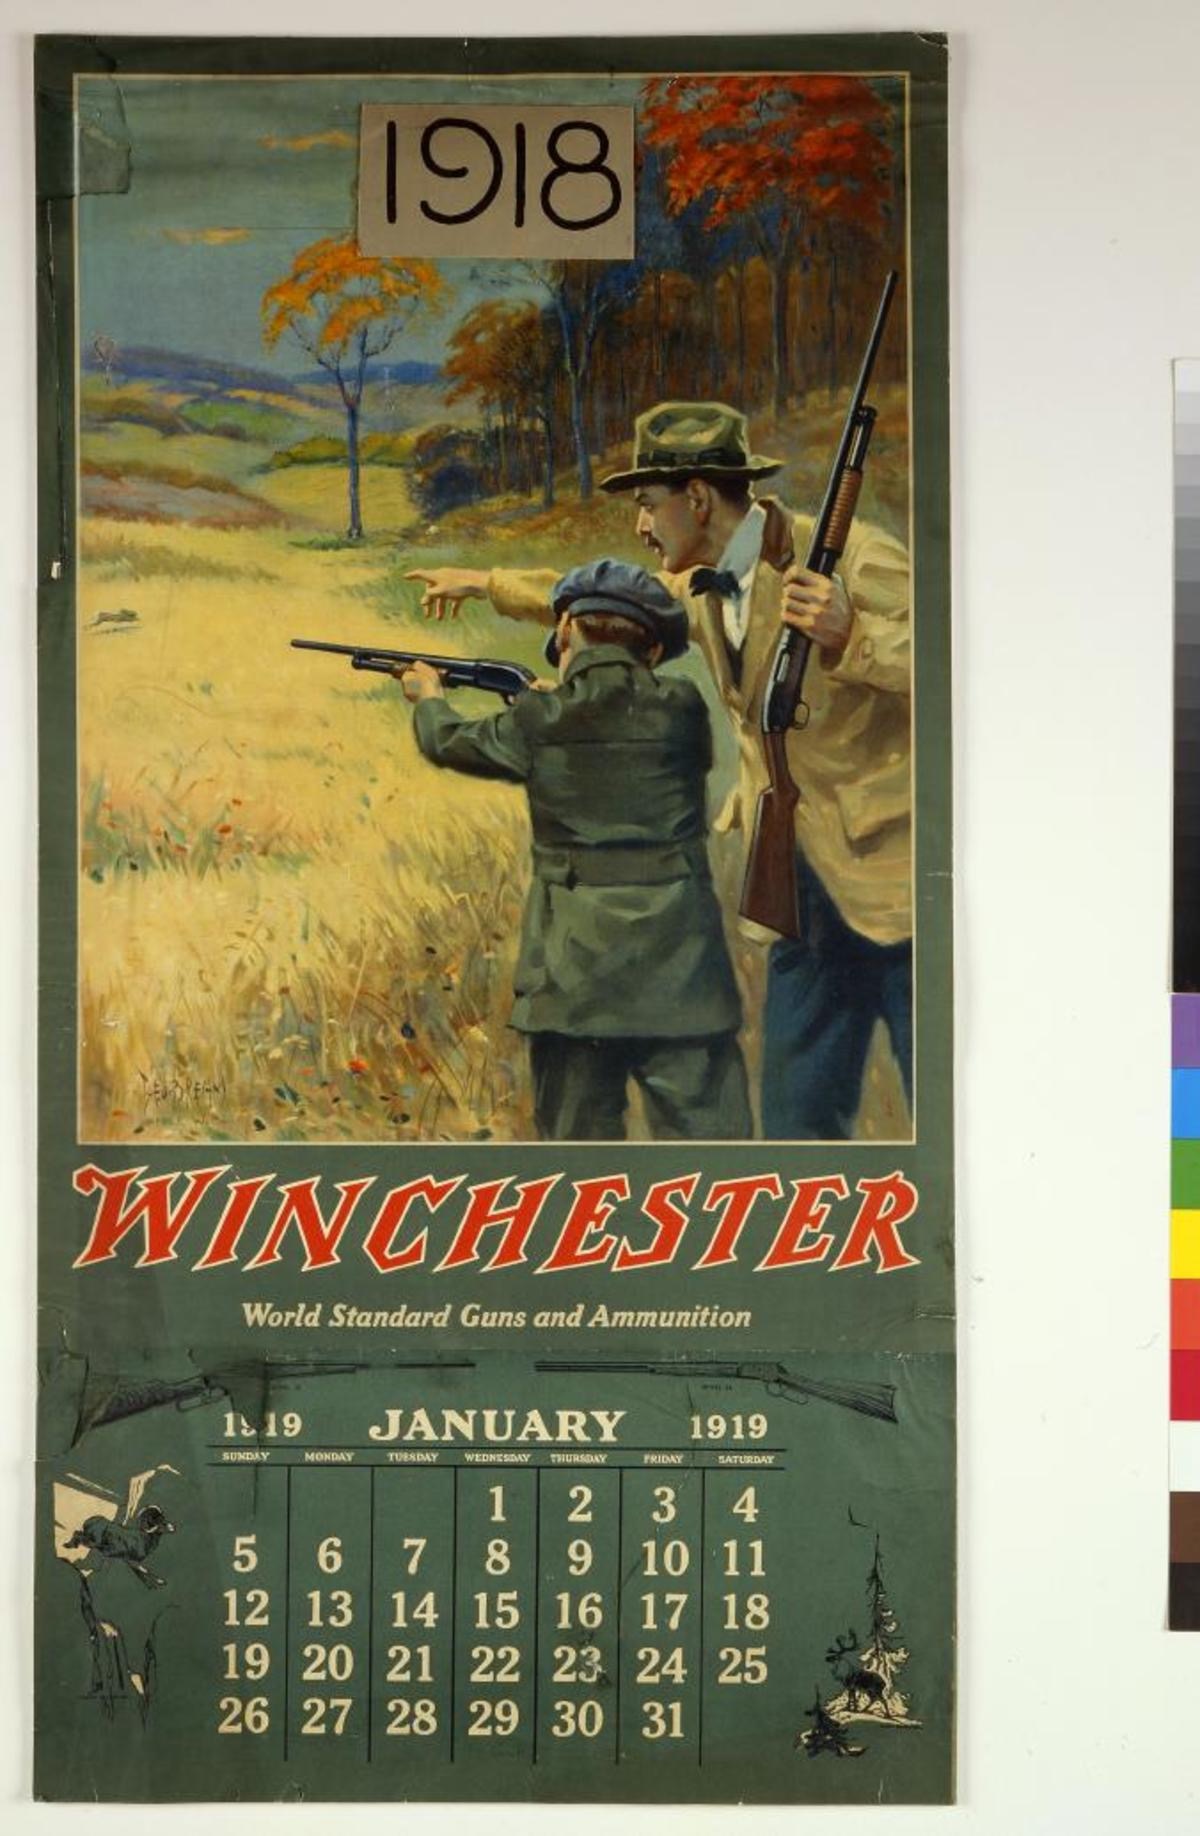 1918
WINCHESTER
World Standard Guns and Ammunition
1919 JANUARY 1919
SUNDAY MONDAY TUESDAY WEDNESDAY THURSDAY FRIDAY SATURDAY
1 2 3 4
5 6 7 8 9 10 11
12 13 14 15 16 17 18
19 20 21 22 23 24 25
26 27 28 29 30 31